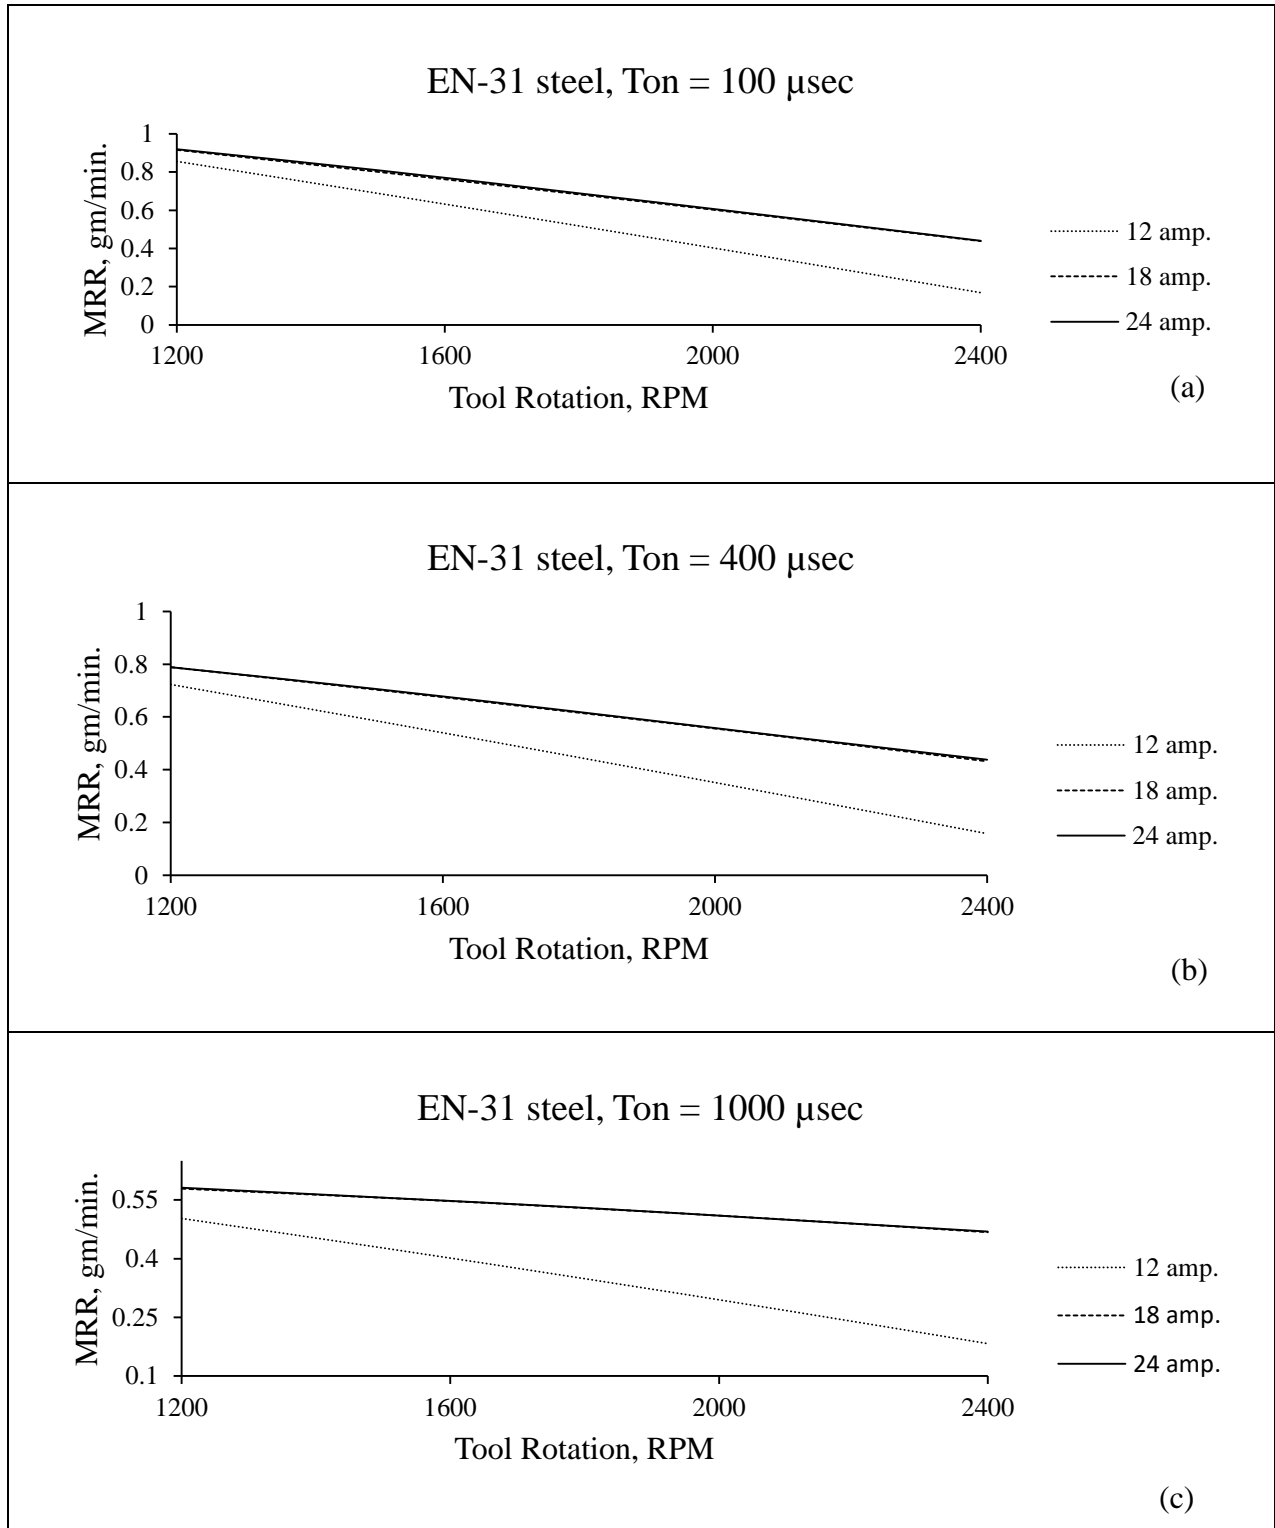 EN-31 steel, Ton = 100 µsec
MRR, gm/min.
1
0.8
0.6
0.4
0.2
0
1200 1600 2000 2400
Tool Rotation, RPM
12 amp.
18 amp.
24 amp.
(a)
EN-31 steel, Ton = 400 µsec
MRR, gm/min.
1
0.8
0.6
0.4
0.2
0
1200 1600 2000 2400
Tool Rotation, RPM
12 amp.
18 amp.
24 amp.
(b)
EN-31 steel, Ton = 1000 µsec
MRR, gm/min.
0.55
0.4
0.25
0.1
1200 1600 2000 2400
Tool Rotation, RPM
12 amp.
18 amp.
24 amp.
(c)